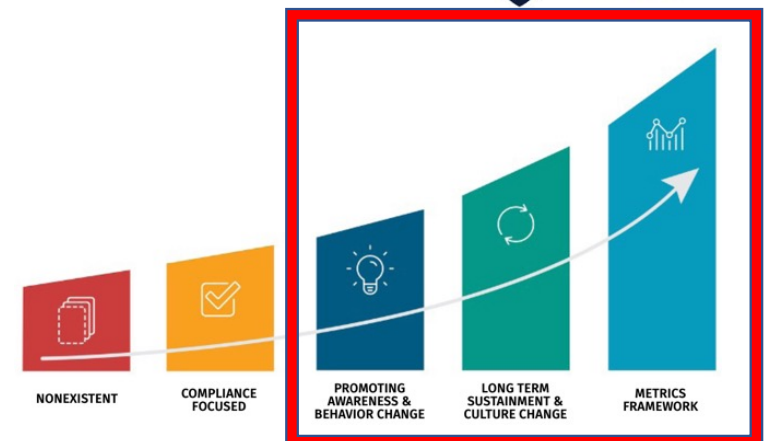 NONEXISTENT
COMPLIANCE
FOCUSED
PROMOTING
AWARENESS &
BEHAVIOR CHANGE
LONG TERM
SUSTAINMENT &
CULTURE CHANGE
METRICS
FRAMEWORK